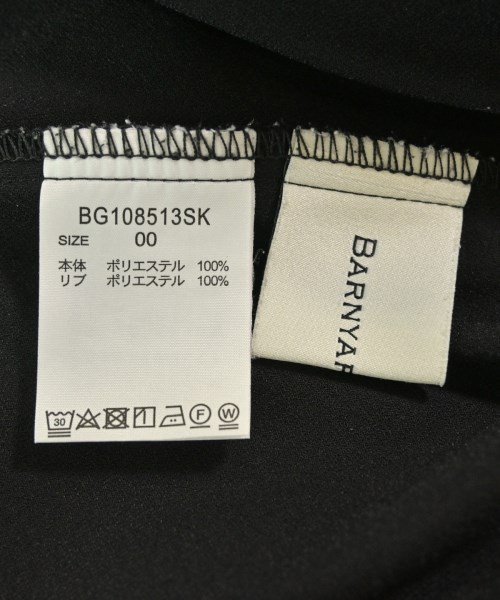 BG108513SK
SIZE 00
本体 ポリエステル 100%
リブ ポリエステル 100%
30 F W